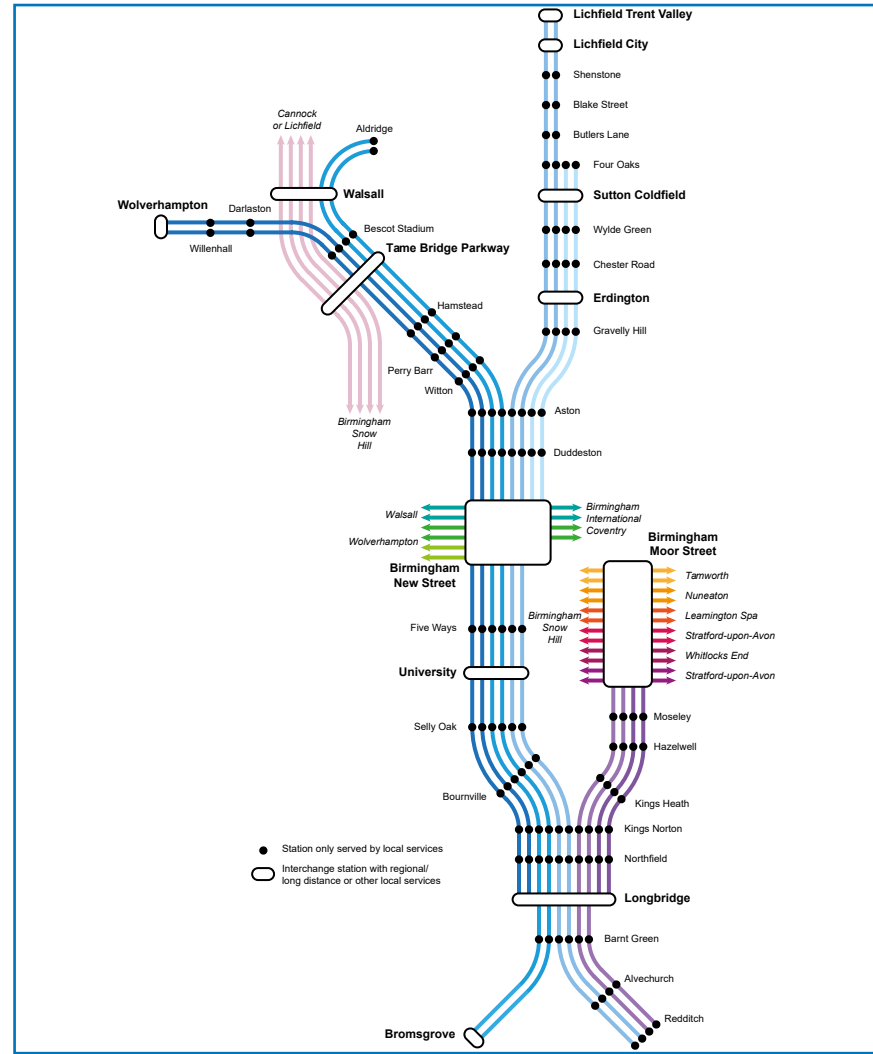 Lichfield Trent Valley
Lichfield City
Shenstone
Blake Street
Butlers Lane
Four Oaks
Sutton Coldfield
Wylde Green
Chester Road
Erdington
Gravelly Hill
Cannock
or Lichfield
Aldridge
Walsall
Wolverhampton
Darlaston
Willenhall
Bescot Stadium
Tame Bridge Parkway
Hamstead
Perry Barr
Witton
Birmingham
Snow
Hill
Aston
Duddeston
Walsall
Wolverhampton
Birmingham
International
Coventry
Birmingham
New Street
Birmingham
Moor Street
Tamworth
Nuneaton
Leamington Spa
Stratford-upon-Avon
Whitlocks End
Stratford-upon-Avon
Birmingham
Snow
Hill
Five Ways
University
Selly Oak
Bournville
Moseley
Hazelwell
Kings Heath
Kings Norton
Northfield
Longbridge
Station only served by local services
Interchange station with regional/
long distance or other local services
Barnt Green
Alvechurch
Redditch
Bromsgrove